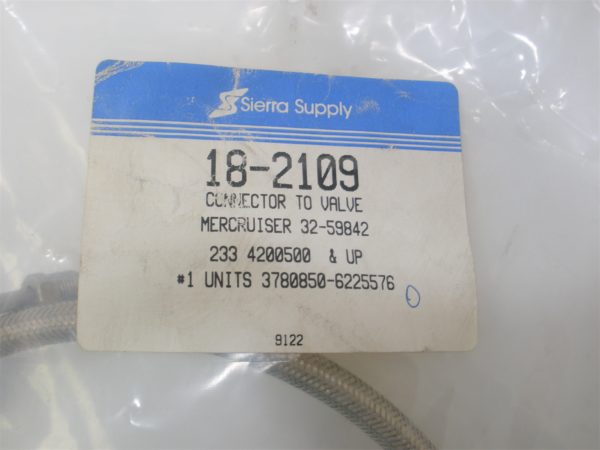 Sierra Supply
18-2109
CONNECTOR TO VALVE
MERCRUISER 32-59842
233 4200500 & UP
#1 UNITS 3780850-6225576
9122